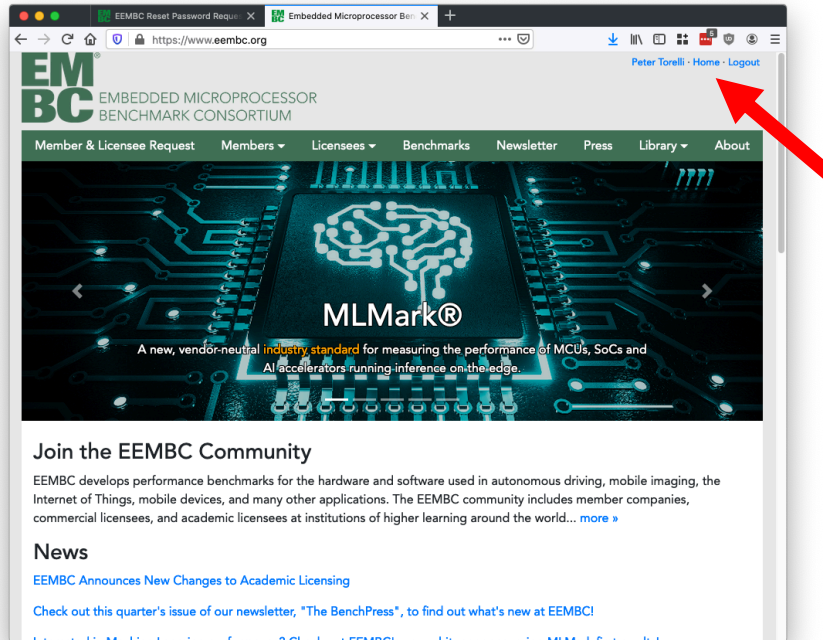 EEMBC Reset Password Reques
Embedded Microprocessor Ben
https://www.eembc.org
5
Peter Torelli · Home · Logout
EM
BC
®
EMBEDDED MICROPROCESSOR
BENCHMARK CONSORTIUM
Member & Licensee Request Members Licensees Benchmarks Newsletter Press Library About
MLMark®
A new, vendor-neutral industry standard for measuring the performance of MCUs, SoCs and
AI accelerators running inference on the edge.
Join the EEMBC Community
EEMBC develops performance benchmarks for the hardware and software used in autonomous driving, mobile imaging, the
Internet of Things, mobile devices, and many other applications. The EEMBC community includes member companies,
commercial licensees, and academic licensees at institutions of higher learning around the world... more »
News
EEMBC Announces New Changes to Academic Licensing
Check out this quarter's issue of our newsletter, "The BenchPress", to find out what's new at EEMBC!